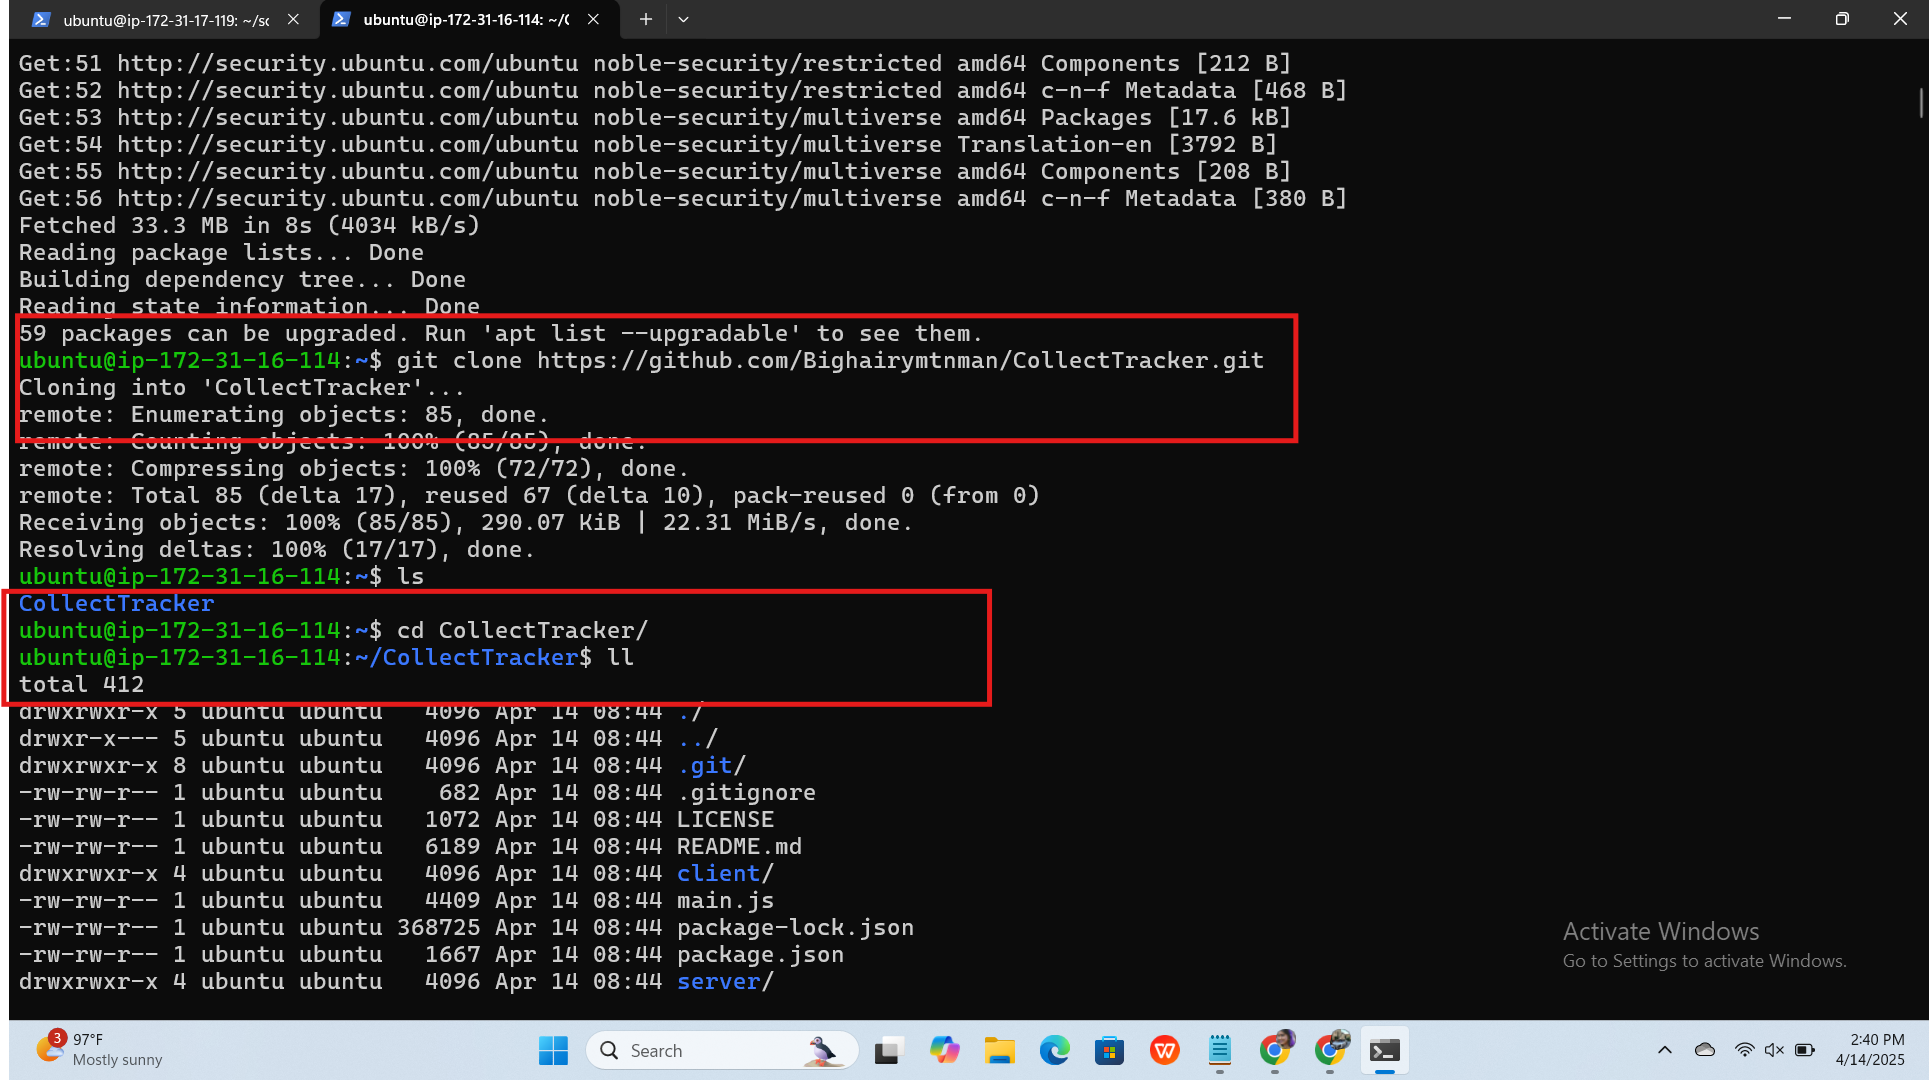 ubuntu@ip-172-31-17-119: ~/sc
ubuntu@ip-172-31-16-114: ~/C
Get:51 http://security.ubuntu.com/ubuntu noble-security/restricted amd64 Components [212 B]
Get:52 http://security.ubuntu.com/ubuntu noble-security/restricted amd64 c-n-f Metadata [468 B]
Get:53 http://security.ubuntu.com/ubuntu noble-security/multiverse amd64 Packages [17.6 kB]
Get:54 http://security.ubuntu.com/ubuntu noble-security/multiverse Translation-en [3792 B]
Get:55 http://security.ubuntu.com/ubuntu noble-security/multiverse amd64 Components [208 B]
Get:56 http://security.ubuntu.com/ubuntu noble-security/multiverse amd64 c-n-f Metadata [380 B]
Fetched 33.3 MB in 8s (4034 kB/s)
Reading package lists... Done
Building dependency tree... Done
Reading state information... Done
59 packages can be upgraded. Run 'apt list --upgradable' to see them.
ubuntu@ip-172-31-16-114:~$ git clone https://github.com/Bighairymtnman/CollectTracker.git
Cloning into 'CollectTracker'...
remote: Enumerating objects: 85, done.
remote: Counting objects: 100% (85/85), done.
remote: Compressing objects: 100% (72/72), done.
remote: Total 85 (delta 17), reused 67 (delta 10), pack-reused 0 (from 0)
Receiving objects: 100% (85/85), 290.07 KiB | 22.31 MiB/s, done.
Resolving deltas: 100% (17/17), done.
ubuntu@ip-172-31-16-114:~$ ls
CollectTracker
ubuntu@ip-172-31-16-114:~$ cd CollectTracker/
ubuntu@ip-172-31-16-114:~/CollectTracker$ ll
total 412
drwxrwxr-x 5 ubuntu ubuntu   4096 Apr 14 08:44 ./
drwxr-x--- 5 ubuntu ubuntu   4096 Apr 14 08:44 ../
drwxrwxr-x 8 ubuntu ubuntu   4096 Apr 14 08:44 .git/
-rw-rw-r-- 1 ubuntu ubuntu    682 Apr 14 08:44 .gitignore
-rw-rw-r-- 1 ubuntu ubuntu   1072 Apr 14 08:44 LICENSE
-rw-rw-r-- 1 ubuntu ubuntu   6189 Apr 14 08:44 README.md
drwxrwxr-x 4 ubuntu ubuntu   4096 Apr 14 08:44 client/
-rw-rw-r-- 1 ubuntu ubuntu   4409 Apr 14 08:44 main.js
-rw-rw-r-- 1 ubuntu ubuntu 368725 Apr 14 08:44 package-lock.json
-rw-rw-r-- 1 ubuntu ubuntu   1667 Apr 14 08:44 package.json
drwxrwxr-x 4 ubuntu ubuntu   4096 Apr 14 08:44 server/
Activate Windows
Go to Settings to activate Windows.
3
97°F
Mostly sunny
Search
2:40 PM
4/14/2025